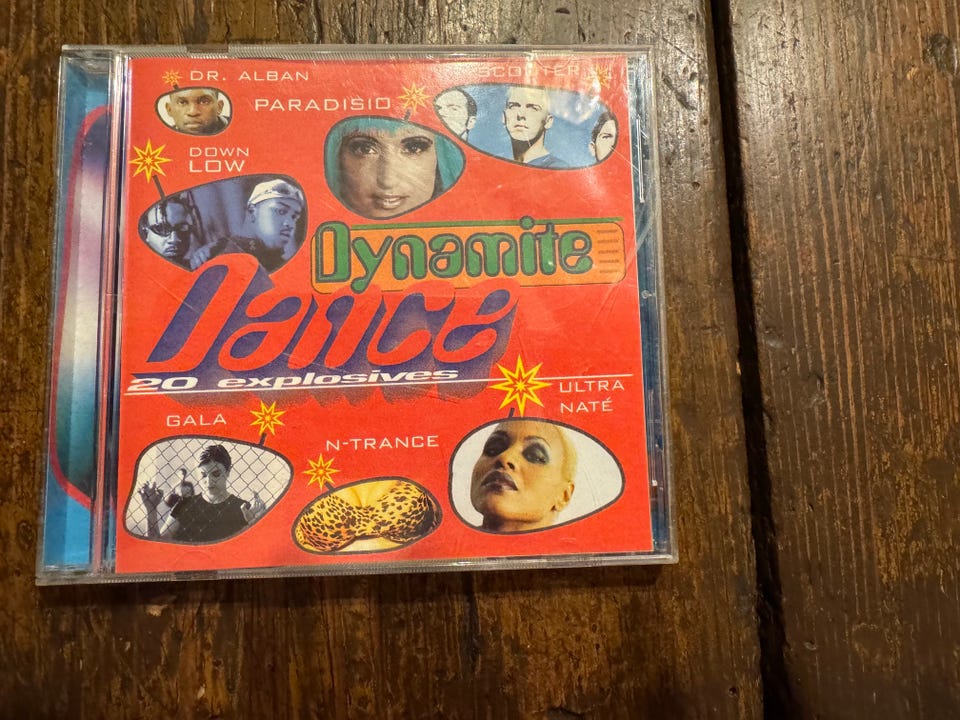 DR. ALBAN
SCOOTER
PARADISIO
DOWN
LOW
Dynamite
Dance
20 explosives
ULTRA
NATÉ
GALA
N-TRANCE